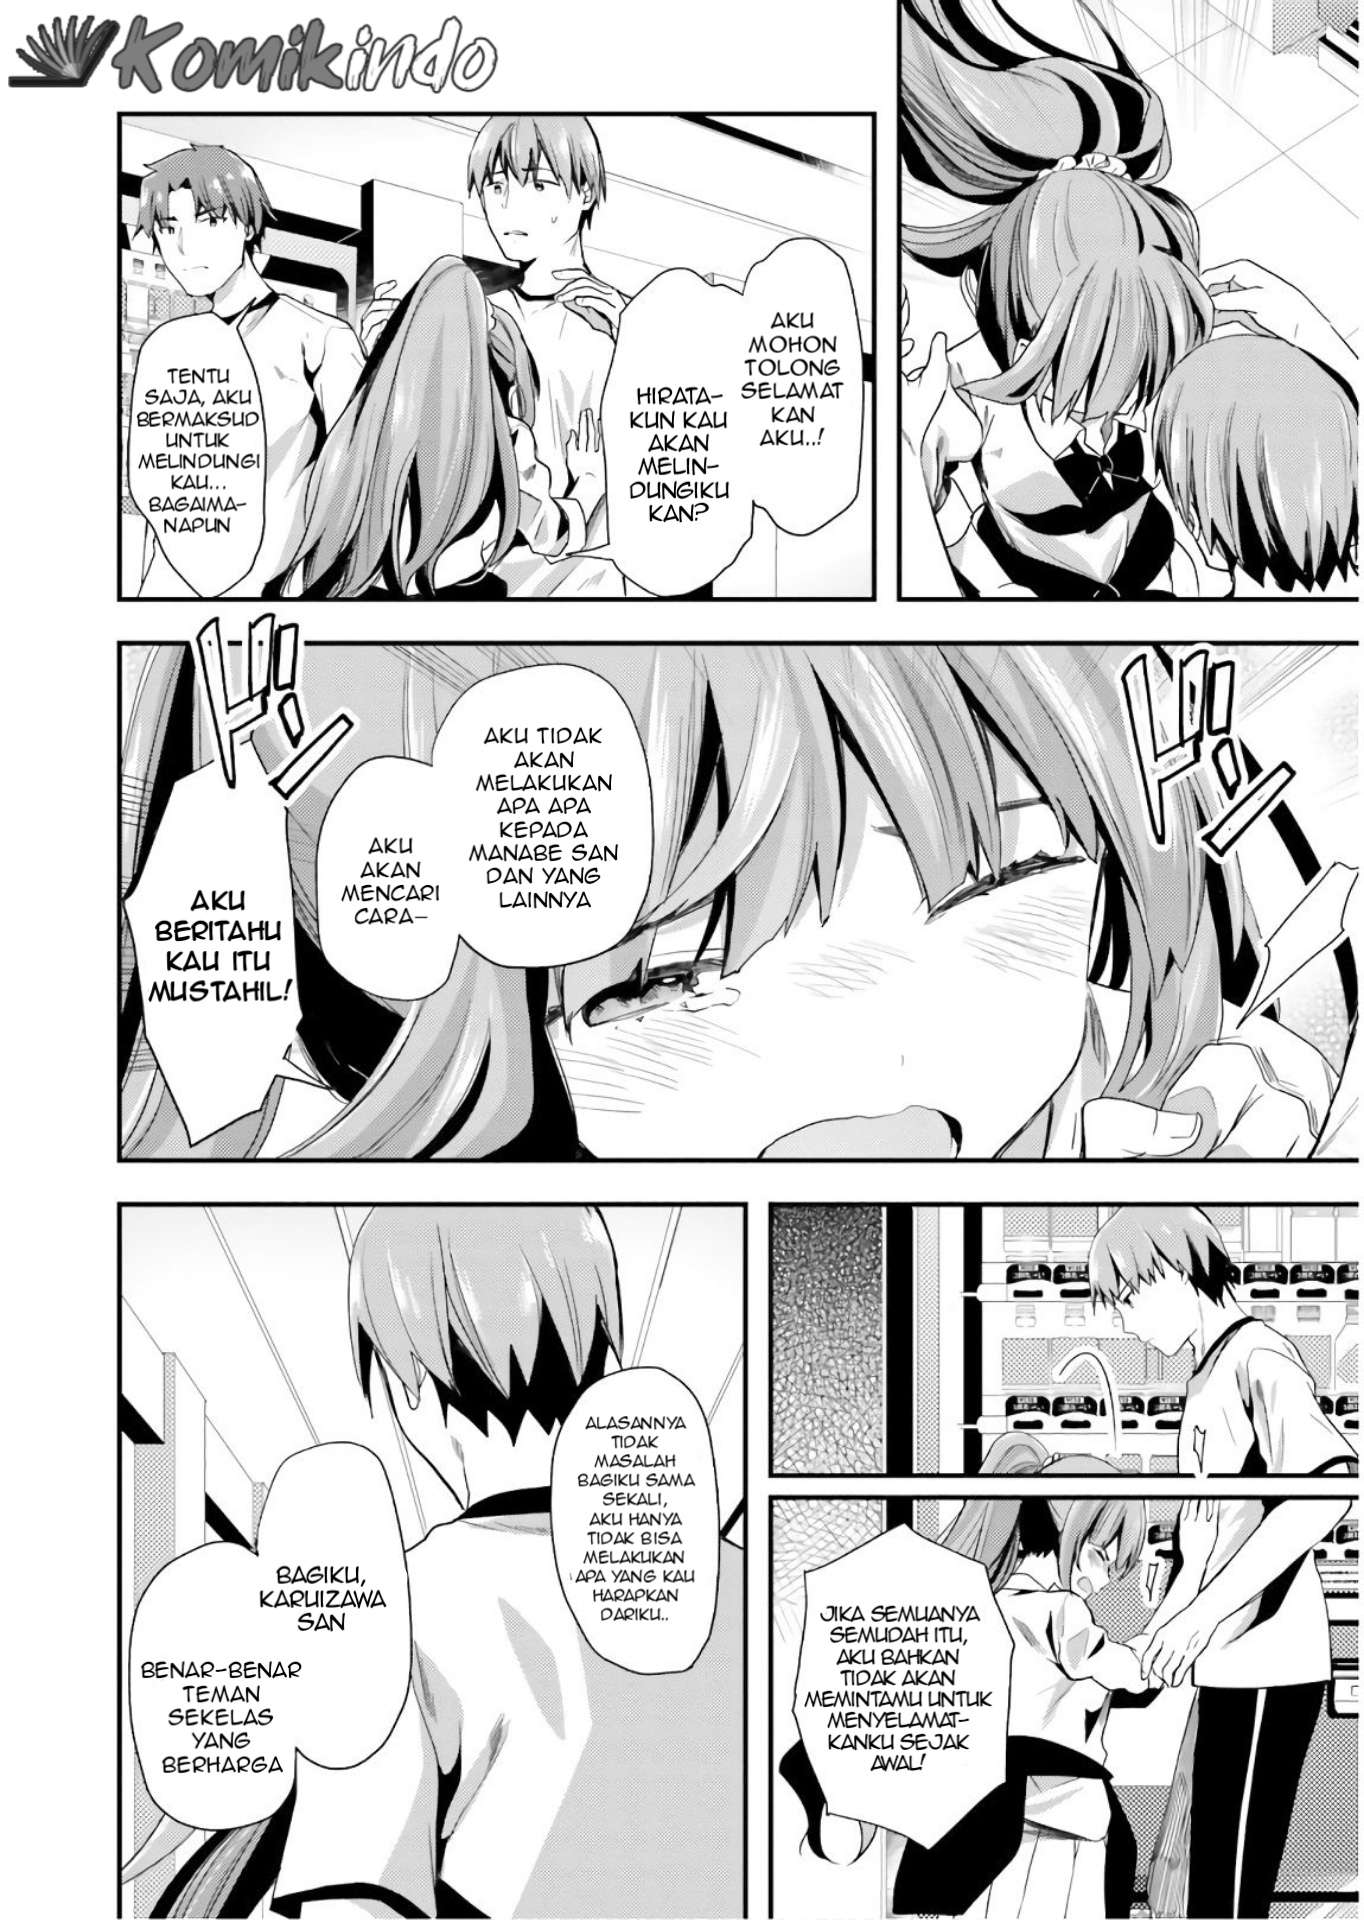 Komikindo
AKU
MOHON
TOLONG
SELAMAT
KAN
AKU..!
HIRATA-
KUN KAU
AKAN
MELIN-
DUNGIKU
KAN?
TENTU
SAJA, AKU
BERMAKSUD
UNTUK
MELINDUNGI
KAU...
BAGAIMA-
NAPUN
ドン!
ドン!
AKU TIDAK
AKAN
MELAKUKAN
APA APA
KEPADA
MANABE SAN
DAN YANG
LAINNYA
AKU
AKAN
MENCARI
CARA-
AKU
BERITAHU
KAU ITU
MUSTAHIL!
JIKA SEMUANYA
SEMUDAH ITU,
AKU BAHKAN
TIDAK AKAN
MEMINTAMU UNTUK
MENYELAMAT-
KANKU SEJAK
AWAL!
ALASANNYA
TIDAK
MASALAH
BAGIKU SAMA
SEKALI,
AKU HANYA
TIDAK BISA
MELAKUKAN
APA YANG KAU
HARAPKAN
DARIKU..
BAGIKU,
KARUIZAWA
SAN
BENAR-BENAR
TEMAN
SEKELAS
YANG
BERHARGA